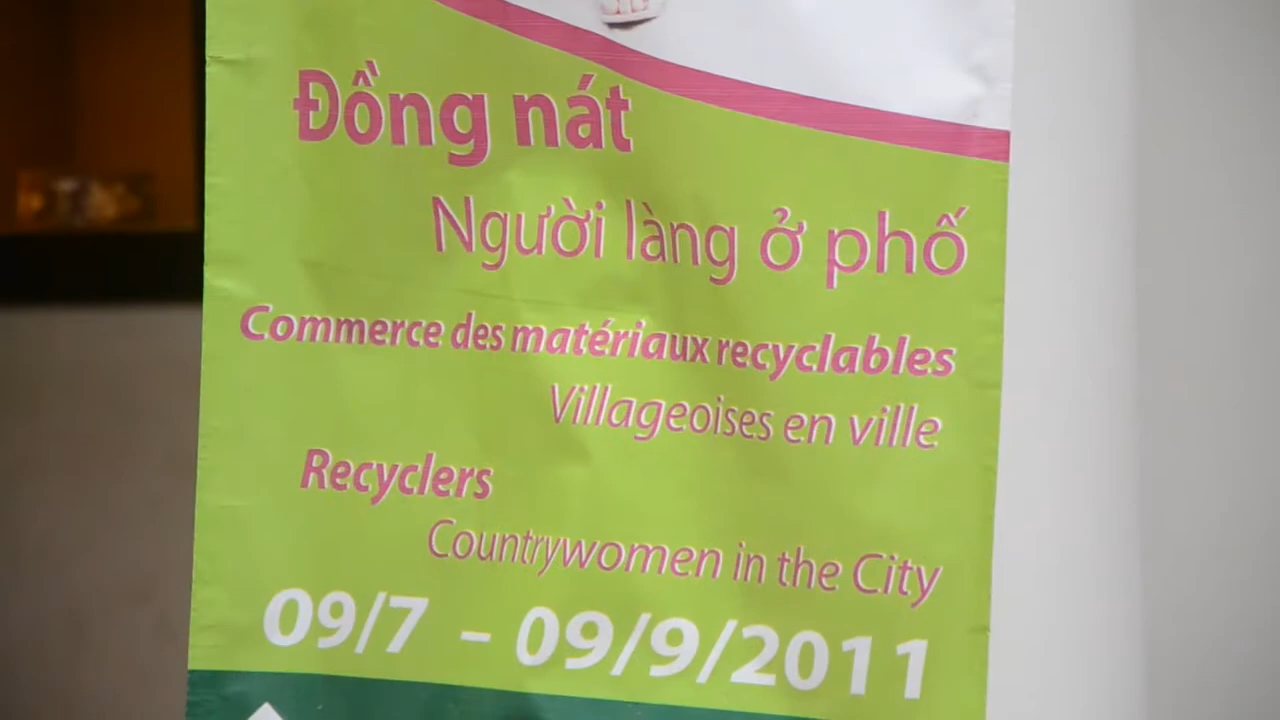 Đồng nát
Người làng ở phố
Commerce des matériaux recyclables
Villageoises en ville
Recyclers
Countrywomen in the City
09/7 – 09/9/2011